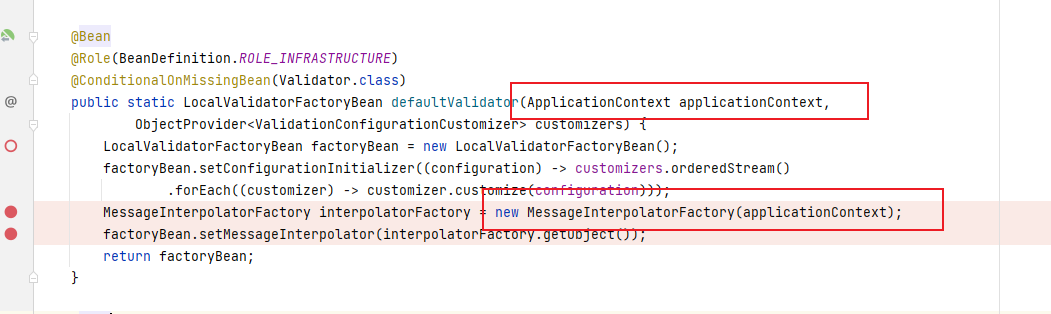 @Bean
@Role(BeanDefinition.ROLE_INFRASTRUCTURE)
@ConditionalOnMissingBean(Validator.class)
public static LocalValidatorFactoryBean defaultValidator(ApplicationContext applicationContext,
ObjectProvider<ValidationConfigurationCustomizer> customizers) {
LocalValidatorFactoryBean factoryBean = new LocalValidatorFactoryBean();
factoryBean.setConfigurationInitializer((configuration) -> customizers.orderedStream()
.forEach((customizer) -> customizer.customize(configuration)));
MessageInterpolatorFactory interpolatorFactory = new MessageInterpolatorFactory(applicationContext);
factoryBean.setMessageInterpolator(interpolatorFactory.getObject());
return factoryBean;
}